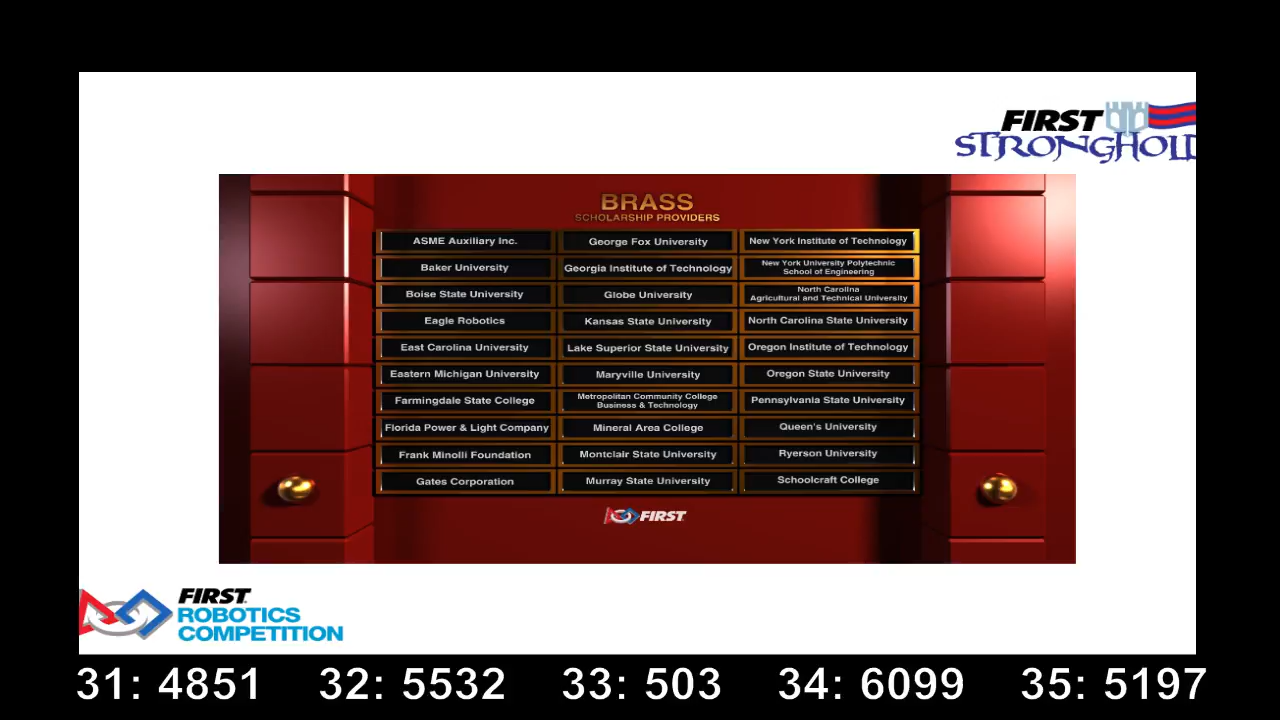 FIRST
STRONGHOLD
BRASS
SCHOLARSHIP PROVIDERS
ASME Auxiliary Inc.
George Fox University
New York Institute of Technology
Baker University
Georgia Institute of Technology
New York University Polytechnic
School of Engineering
Boise State University
Globe University
North Carolina
Agricultural and Technical University
Eagle Robotics
Kansas State University
North Carolina State University
East Carolina University
Lake Superior State University
Oregon Institute of Technology
Eastern Michigan University
Maryville University
Oregon State University
Farmingdale State College
Metropolitan Community College
Business & Technology
Pennsylvania State University
Florida Power & Light Company
Mineral Area College
Queen's University
Frank Minolli Foundation
Montclair State University
Ryerson University
Gates Corporation
Murray State University
Schoolcraft College
FIRST
FIRST
ROBOTICS
COMPETITION
31: 4851 32: 5532 33: 503 34: 6099 35: 5197